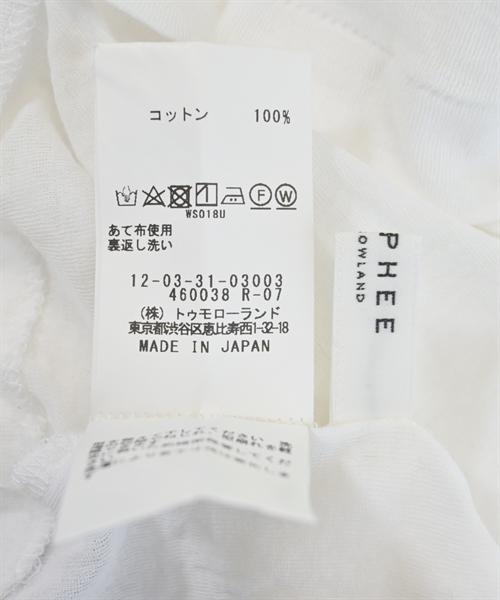 コットン 100%
F W
WS018U
あて布使用
裏返し洗い
12-03-31-03003
460038 R-07
(株) トゥモローランド
東京都渋谷区恵比寿西1-32-18
MADE IN JAPAN
PHEE
OWLAND